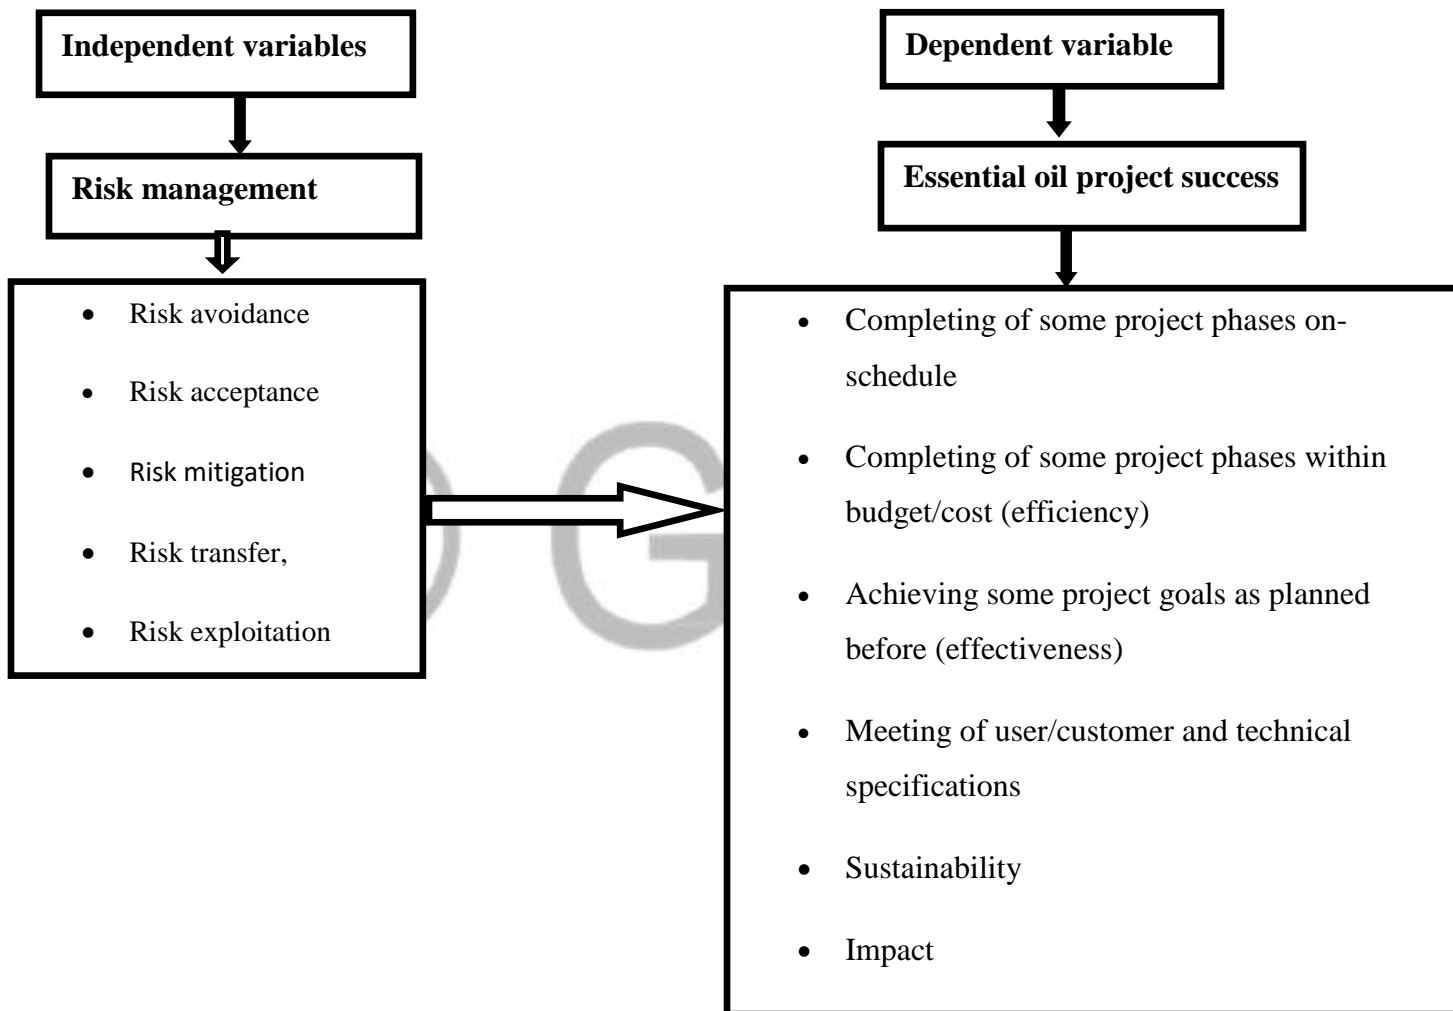 Independent variables
Risk management
• Risk avoidance
• Risk acceptance
• Risk mitigation
• Risk transfer,
• Risk exploitation
Dependent variable
Essential oil project success
• Completing of some project phases on-
schedule
• Completing of some project phases within
budget/cost (efficiency)
• Achieving some project goals as planned
before (effectiveness)
• Meeting of user/customer and technical
specifications
• Sustainability
• Impact